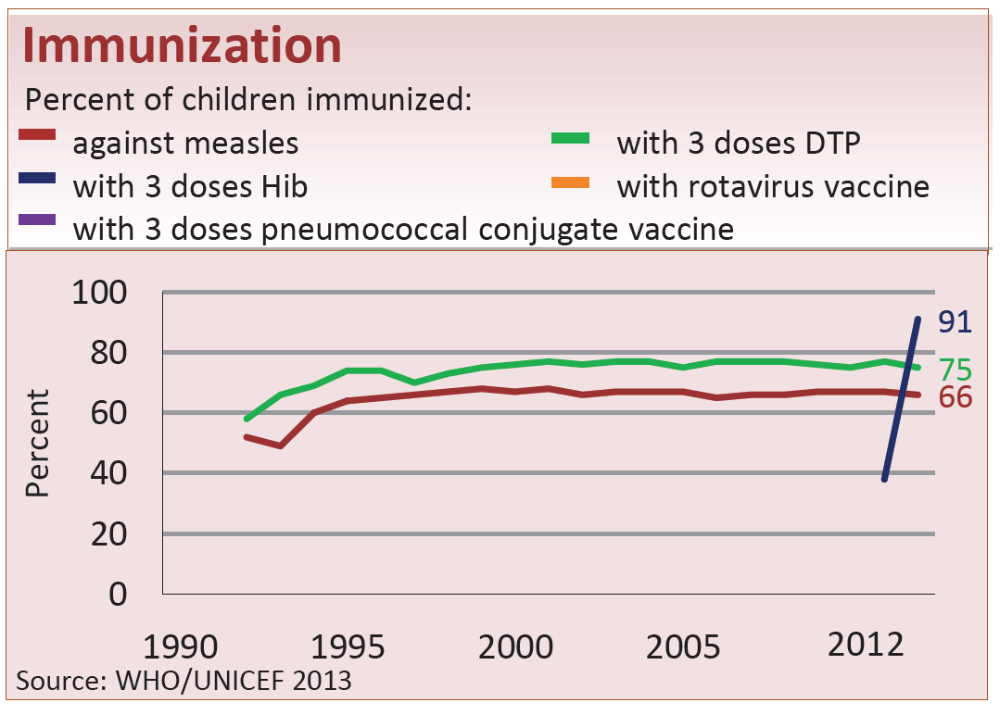 Immunization
Percent of children immunized:
against measles
with 3 doses DTP
with 3 doses Hib
with rotavirus vaccine
with 3 doses pneumococcal conjugate vaccine
100
91
80
75
66
60
Percent
40
20
0
1990 1995 2000 2005 2012
Source: WHO/UNICEF 2013